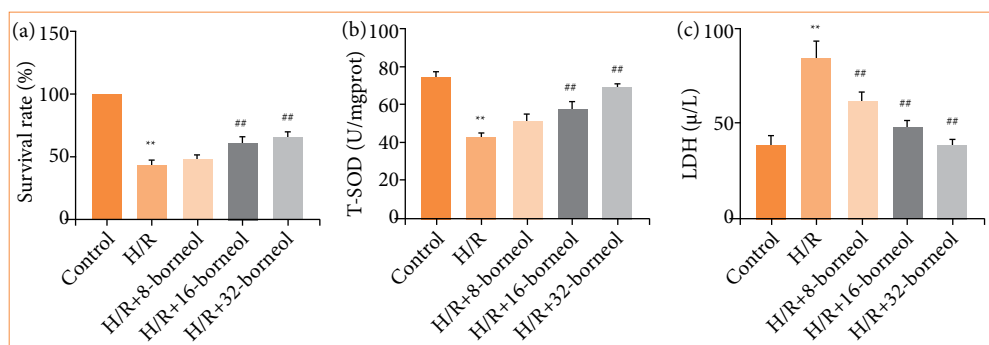 (a)
150
100
50
0
Survival rate (%)
**
##
##
Control
H/R
H/R+8-borneol
H/R+16-borneol
H/R+32-borneol
(b)
100
80
60
40
20
0
T-SOD (U/mgprot)
**
##
##
Control
H/R
H/R+8-borneol
H/R+16-borneol
H/R+32-borneol
(c)
100
50
0
LDH (μ/L)
**
##
##
##
Control
H/R
H/R+8-borneol
H/R+16-borneol
H/R+32-borneol